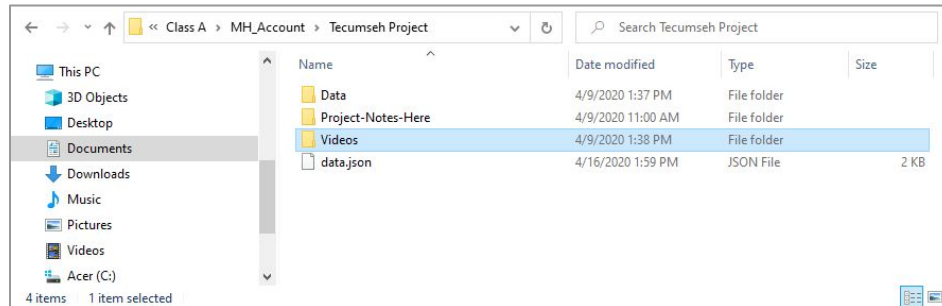 « Class A › MH_Account › Tecumseh Project
Search Tecumseh Project
This PC
3D Objects
Desktop
Documents
Downloads
Music
Pictures
Videos
Acer (C:)
Name Date modified Type Size
Data 4/9/2020 1:37 PM File folder
Project-Notes-Here 4/9/2020 11:00 AM File folder
Videos 4/9/2020 1:38 PM File folder
data.json 4/16/2020 1:59 PM JSON File 2 KB
4 items 1 item selected